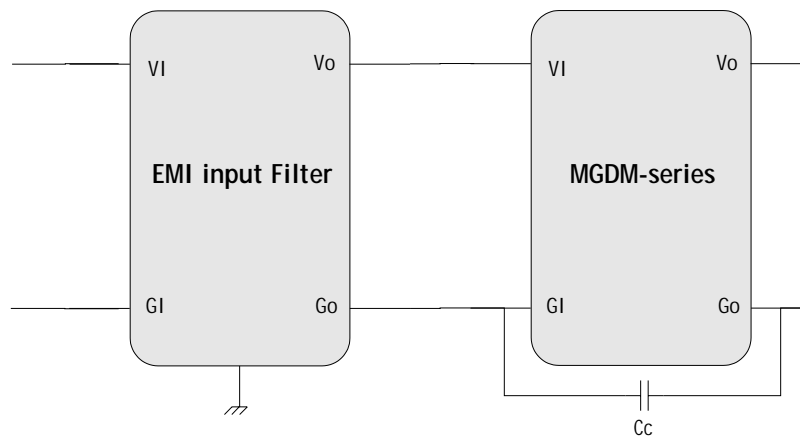 VI
Vo
VI
Vo
EMI input Filter
MGDM-series
GI
Go
GI
Go
Cc